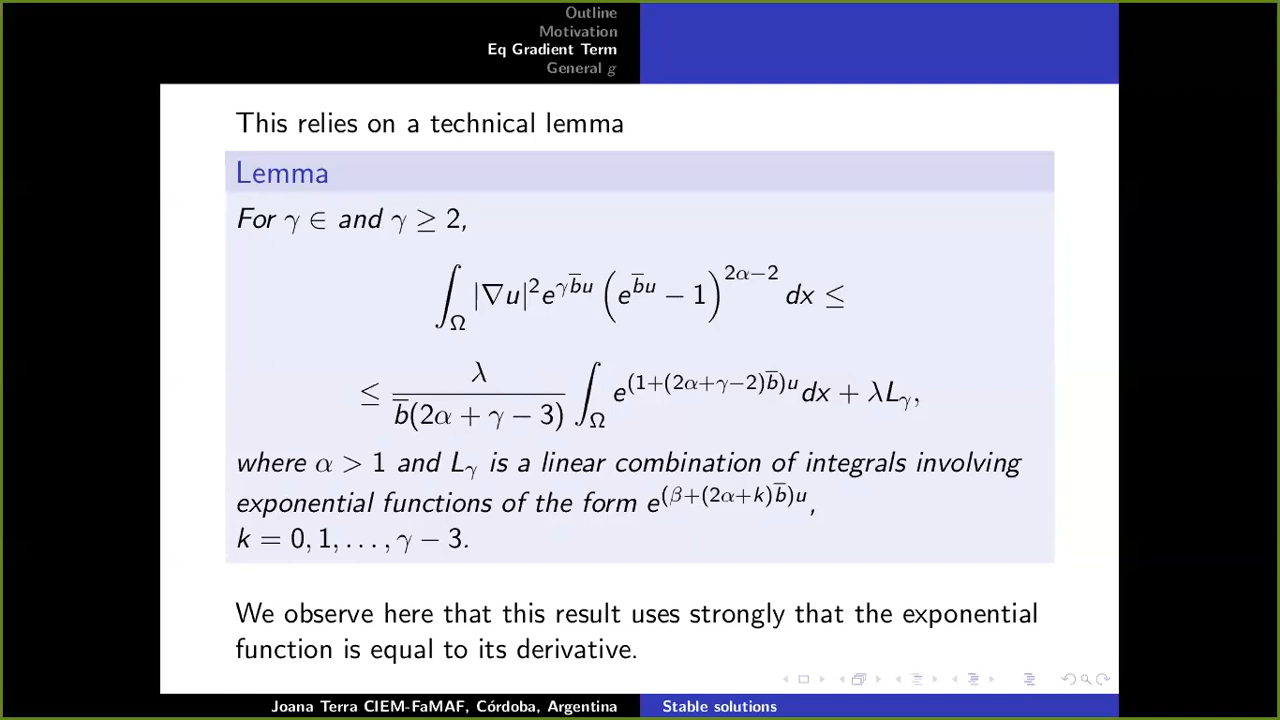 Outline
Motivation
Eq Gradient Term
General g
This relies on a technical lemma
Lemma
For γ ∈ and γ ≥ 2,
∫_Ω |∇u|² e^{γb̅u} (e^{b̅u} − 1)^{2α−2} dx ≤
≤ λ / (b̅(2α + γ − 3)) ∫_Ω e^{(1+(2α+γ−2)b̅)u} dx + λL_γ,
where α > 1 and L_γ is a linear combination of integrals involving
exponential functions of the form e^{(β+(2α+k)b̅)u},
k = 0, 1, . . . , γ − 3.
We observe here that this result uses strongly that the exponential
function is equal to its derivative.
Joana Terra CIEM-FaMAF, Córdoba, Argentina
Stable solutions